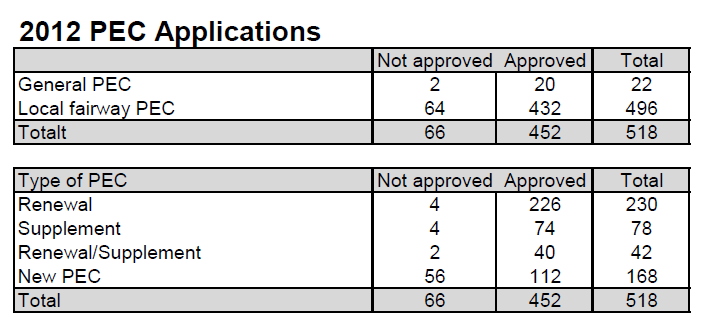 2012 PEC Applications
Not approved Approved Total
General PEC 2 20 22
Local fairway PEC 64 432 496
Totalt 66 452 518
Type of PEC Not approved Approved Total
Renewal 4 226 230
Supplement 4 74 78
Renewal/Supplement 2 40 42
New PEC 56 112 168
Total 66 452 518